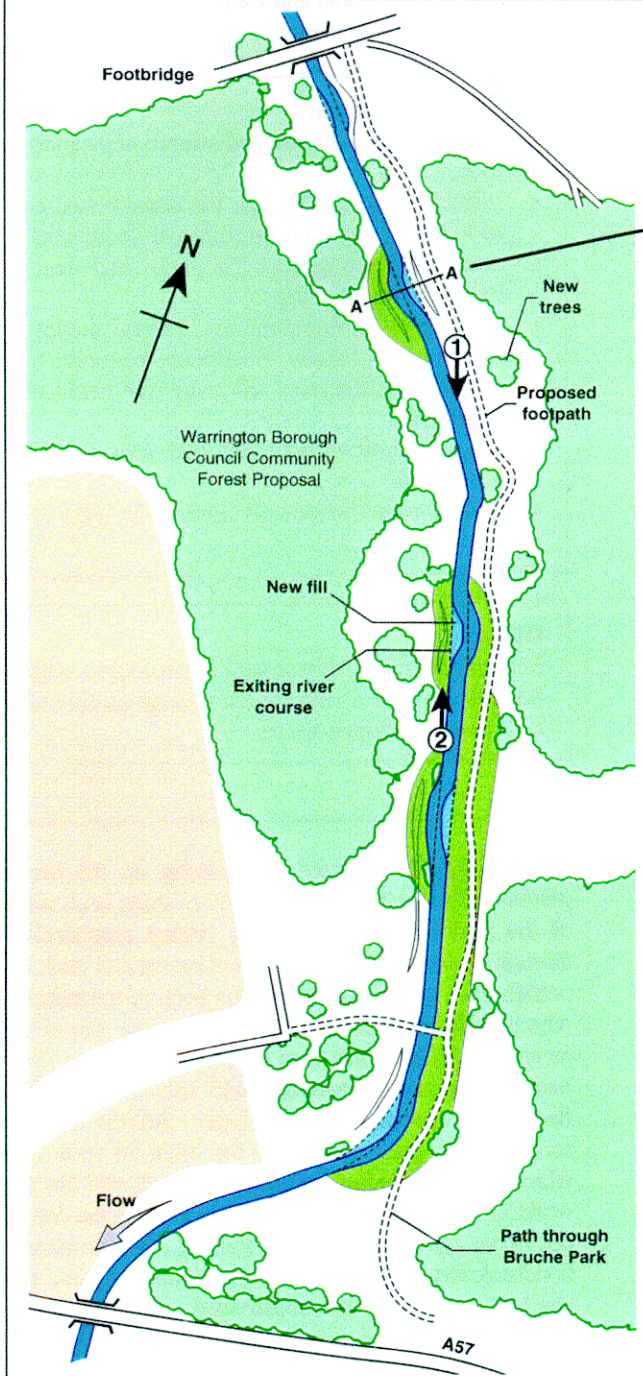 Footbridge
N
A
A
New
trees
1
Proposed
footpath
Warrington Borough
Council Community
Forest Proposal
New fill
Exiting river
course
2
Flow
Path through
Bruche Park
A57